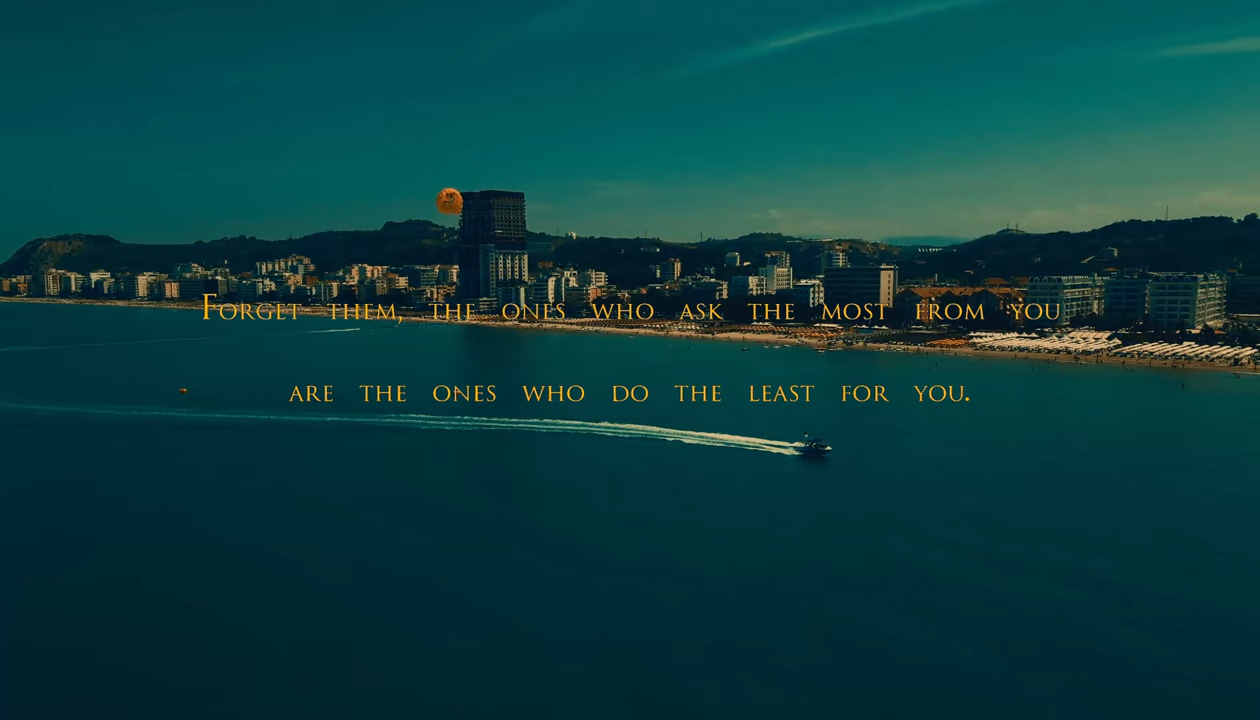 Forget them, the ones who ask the most from you
are the ones who do the least for you.